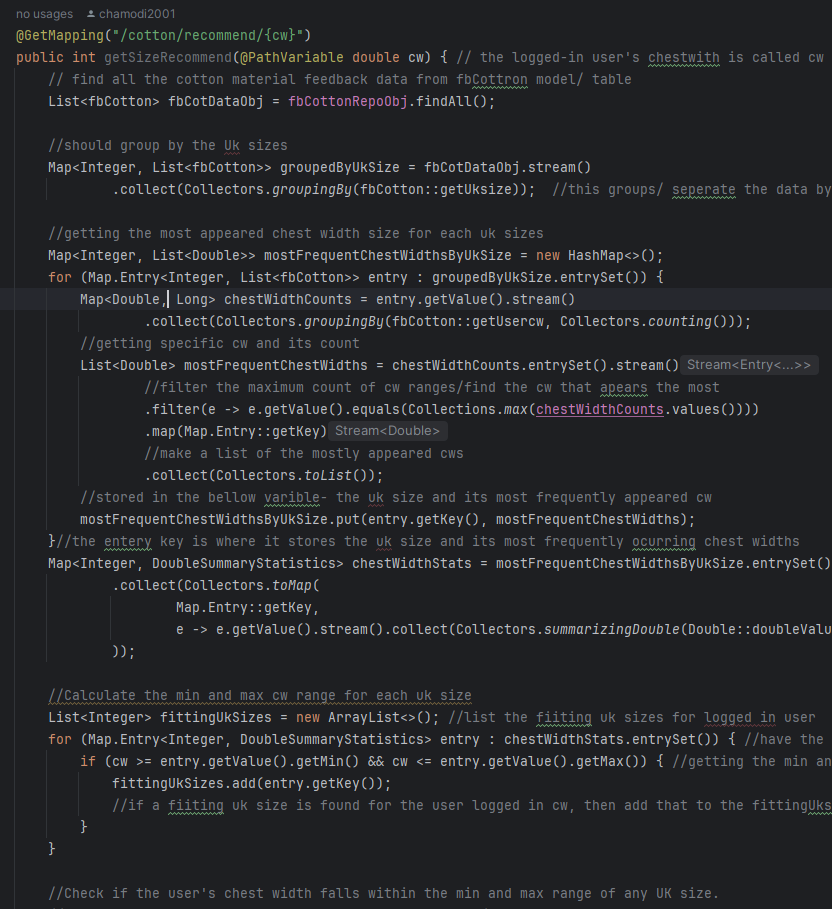 no usages chamodi2001
@GetMapping("/cotton/recommend/{cw}")
public int getSizeRecommend(@PathVariable double cw) { // the logged-in user's chestwith is called cw
// find all the cotton material feedback data from fbCottron model/ table
List<fbCotton> fbCotDataObj = fbCottonRepoObj.findAll();
//should group by the Uk sizes
Map<Integer, List<fbCotton>> groupedByUkSize = fbCotDataObj.stream()
.collect(Collectors.groupingBy(fbCotton::getUksize)); //this groups/ seperate the data by
//getting the most appeared chest width size for each uk sizes
Map<Integer, List<Double>> mostFrequentChestWidthsByUkSize = new HashMap<>();
for (Map.Entry<Integer, List<fbCotton>> entry : groupedByUkSize.entrySet()) {
Map<Double, Long> chestWidthCounts = entry.getValue().stream()
.collect(Collectors.groupingBy(fbCotton::getUsercw, Collectors.counting()));
//getting specific cw and its count
List<Double> mostFrequentChestWidths = chestWidthCounts.entrySet().stream() Stream<Entry<...>>
//filter the maximum count of cw ranges/find the cw that apears the most
.filter(e -> e.getValue().equals(Collections.max(chestWidthCounts.values())))
.map(Map.Entry::getKey) Stream<Double>
//make a list of the mostly appeared cws
.collect(Collectors.toList());
//stored in the bellow varible- the uk size and its most frequently appeared cw
mostFrequentChestWidthsByUkSize.put(entry.getKey(), mostFrequentChestWidths);
}//the entery key is where it stores the uk size and its most frequently ocurring chest widths
Map<Integer, DoubleSummaryStatistics> chestWidthStats = mostFrequentChestWidthsByUkSize.entrySet()
.collect(Collectors.toMap(
Map.Entry::getKey,
e -> e.getValue().stream().collect(Collectors.summarizingDouble(Double::doubleValu
));
//Calculate the min and max cw range for each uk size
List<Integer> fittingUkSizes = new ArrayList<>(); //list the fiiting uk sizes for logged in user
for (Map.Entry<Integer, DoubleSummaryStatistics> entry : chestWidthStats.entrySet()) { //have the
if (cw >= entry.getValue().getMin() && cw <= entry.getValue().getMax()) { //getting the min an
fittingUkSizes.add(entry.getKey());
//if a fiiting uk size is found for the user logged in cw, then add that to the fittingUks
}
}
//Check if the user's chest width falls within the min and max range of any UK size.